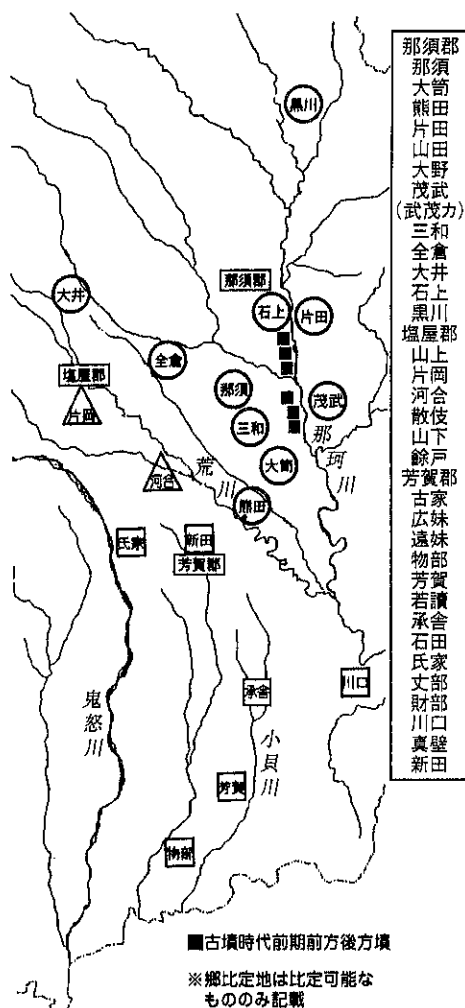 黒川
那須郡
石上
片田
大井
全倉
塩屋郡
片岡
那須
茂武
三和
那珂川
大笥
河合
荒川
熊田
氏家
新田
芳賀郡
川口
承舎
鬼怒川
小貝川
芳賀
物部
■古墳時代前期前方後方墳
※郷比定地は比定可能な
もののみ記載
那須郡
那須
大笥
熊田
片田
山田
大野
茂武
(武茂カ)
三和
全倉
大井
石上
黒川
塩屋郡
山上
片岡
河合
散伎
山下
餘戸
芳賀郡
古家
広妹
遠妹
物部
芳賀
若讀
承舎
石田
氏家
丈部
財部
川口
真壁
新田